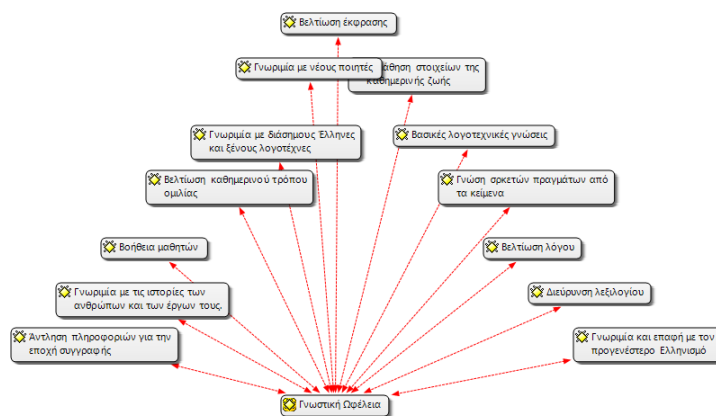 Βελτίωση έκφρασης
Γνωριμία με νέους ποιητές
στοιχείων της
καθημερινής ζωής
Γνωριμία με διάσημους Έλληνες
και ξένους λογοτέχνες
Βασικές λογοτεχνικές γνώσεις
Βελτίωση καθημερινού τρόπου
ομιλίας
Γνώση σρκετών πραγμάτων από
τα κείμενα
Βοήθεια μαθητών
Βελτίωση λόγου
Γνωριμία με τις ιστορίες των
ανθρώπων και των έργων τους.
Διεύρυνση λεξιλογίου
Άντληση πληροφοριών για την
εποχή συγγραφής
Γνωριμία και επαφή με τον
προγενέστερο Ελληνισμό
Γνωστική Ωφέλεια